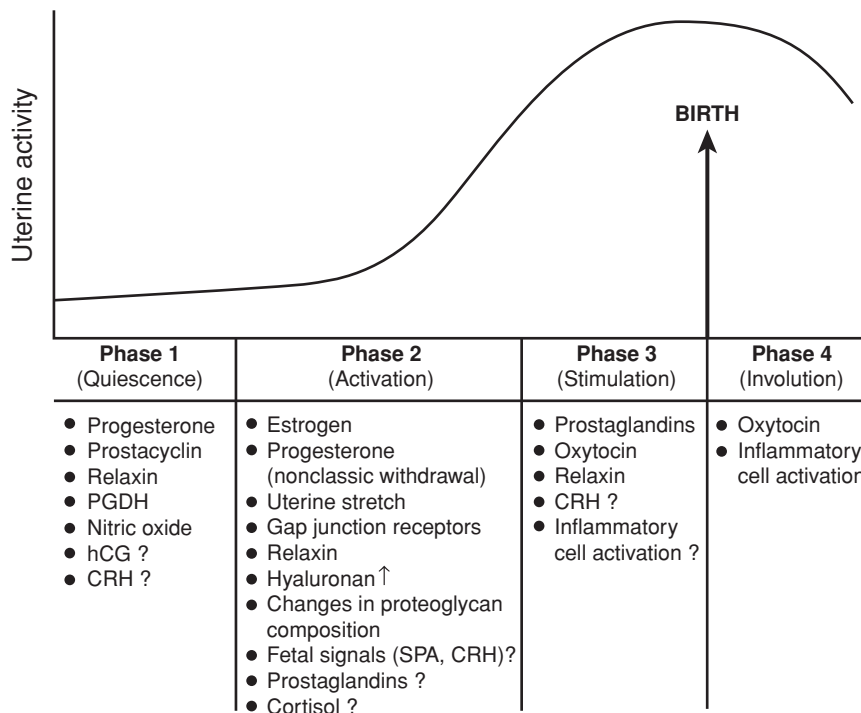 Uterine activity
BIRTH
Phase 1
(Quiescence)
● Progesterone
● Prostacyclin
● Relaxin
● PGDH
● Nitric oxide
● hCG ?
● CRH ?
Phase 2
(Activation)
● Estrogen
● Progesterone
(nonclassic withdrawal)
● Uterine stretch
● Gap junction receptors
● Relaxin
● Hyaluronan ↑
● Changes in proteoglycan
composition
● Fetal signals (SPA, CRH)?
● Prostaglandins ?
● Cortisol ?
Phase 3
(Stimulation)
● Prostaglandins
● Oxytocin
● Relaxin
● CRH ?
● Inflammatory
cell activation ?
Phase 4
(Involution)
● Oxytocin
● Inflammatory
cell activation